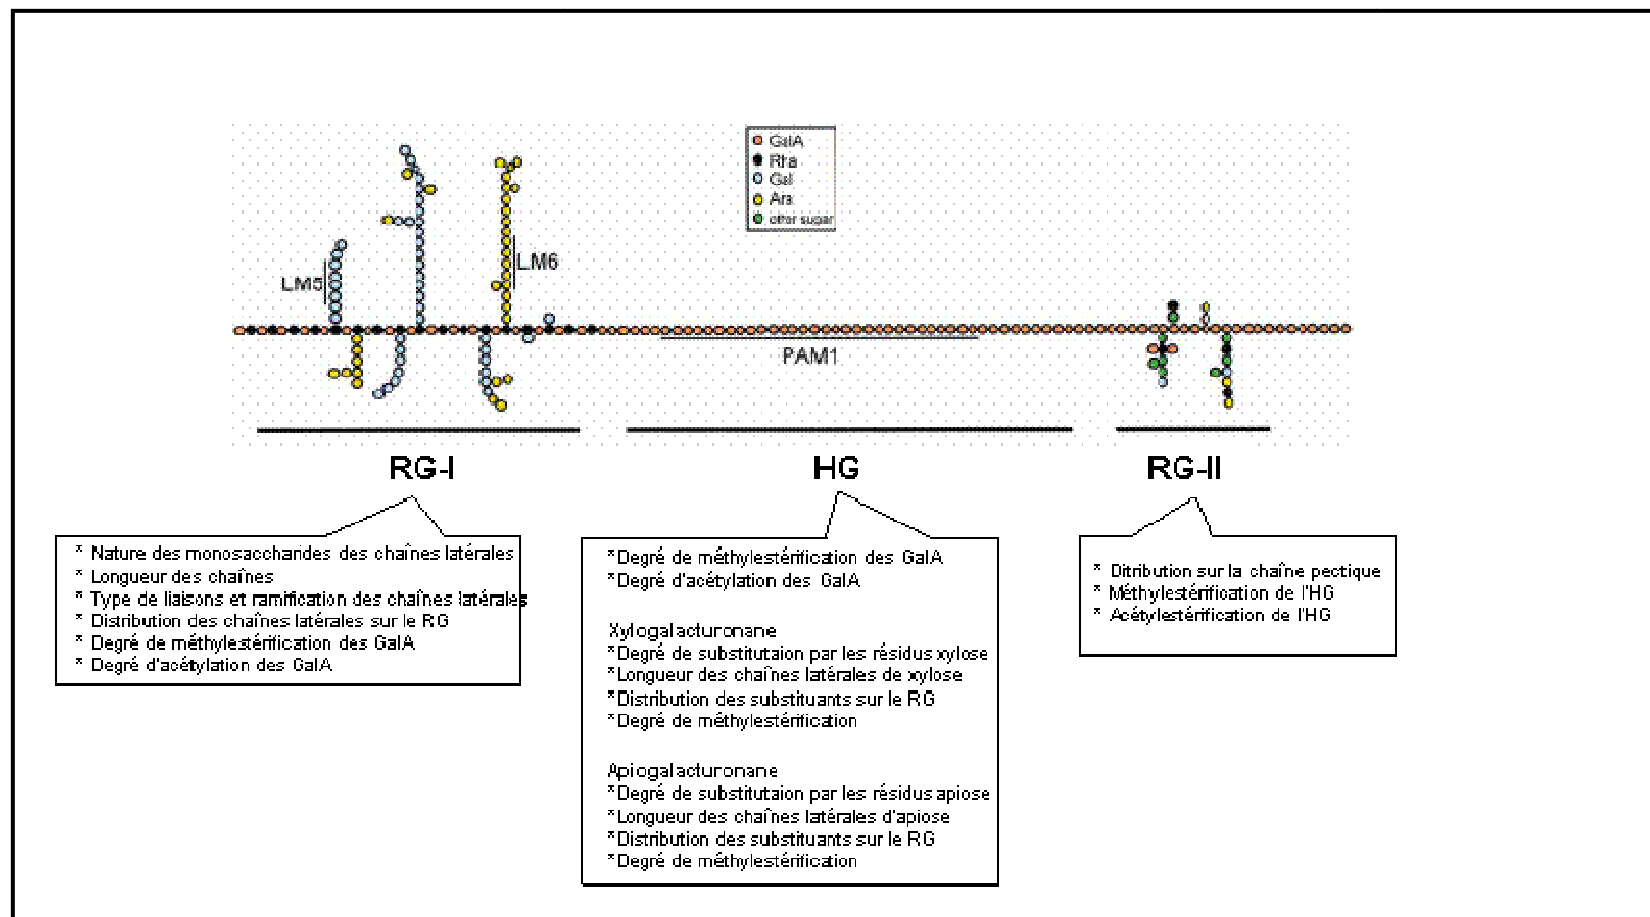 GalA
Rha
Gal
Ara
other sugar
LM5
LM6
PAM1
RG-I
HG
RG-II
* Nature des monosaccharides des chaînes latérales
* Longueur des chaînes
* Type de liaisons et ramification des chaînes latérales
* Distribution des chaînes latérales sur le RG
* Degré de méthylestérification des GalA
* Degré d'acétylation des GalA
*Degré de méthylestérification des GalA
*Degré d'acétylation des GalA
Xylogalacturonane
*Degré de substitutaion par les résidus xylose
*Longueur des chaînes latérales de xylose
*Distribution des substituants sur le RG
*Degré de méthylestérification
Apiogalacturonane
*Degré de substitutaion par les résidus apiose
*Longueur des chaînes latérales d'apiose
*Distribution des substituants sur le RG
*Degré de méthylestérification
* Ditribution sur la chaîne pectique
* Méthylestérification de l'HG
* Acétylestérification de l'HG